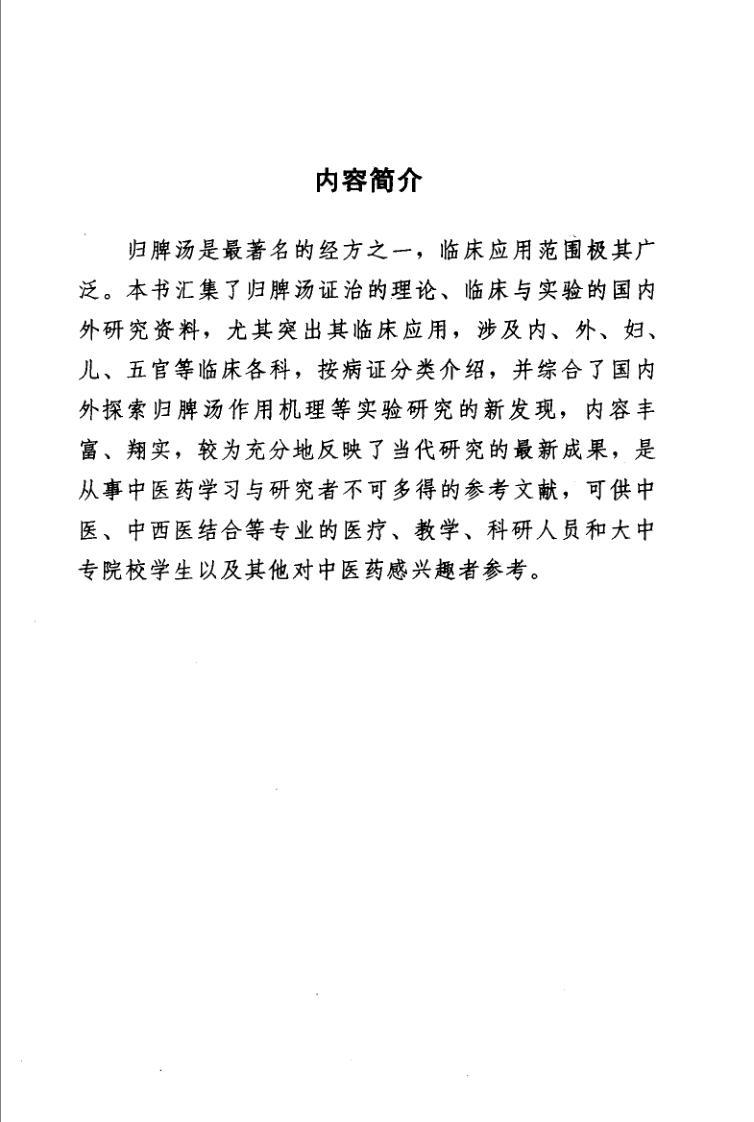 内容简介
归脾汤是最著名的经方之一，临床应用范围极其广
泛。本书汇集了归脾汤证治的理论、临床与实验的国内
外研究资料，尤其突出其临床应用，涉及内、外、妇、
儿、五官等临床各科，按病证分类介绍，并综合了国内
外探索归脾汤作用机理等实验研究的新发现，内容丰
富、翔实，较为充分地反映了当代研究的最新成果，是
从事中医药学习与研究者不可多得的参考文献，可供中
医、中西医结合等专业的医疗、教学、科研人员和大中
专院校学生以及其他对中医药感兴趣者参考。